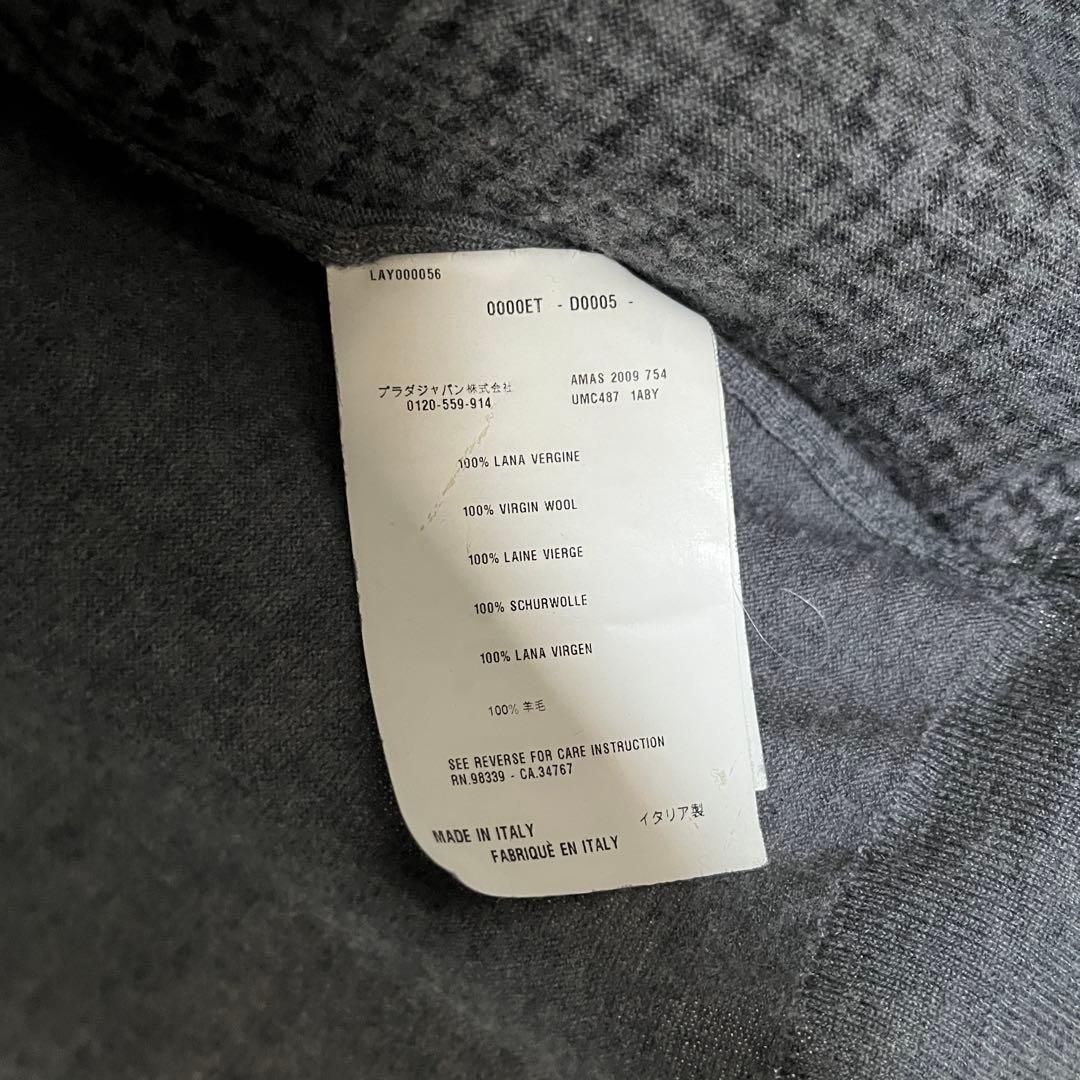 LAY000056
0000ET - D0005 -
プラダジャパン株式会社
0120-559-914
AMAS 2009 754
UMC487 1ABY
100% LANA VERGINE
100% VIRGIN WOOL
100% LAINE VIERGE
100% SCHURWOLLE
100% LANA VIRGEN
100% 羊毛
SEE REVERSE FOR CARE INSTRUCTION
RN.98339 - CA.34767
イタリア製
MADE IN ITALY
FABRIQUÈ EN ITALY